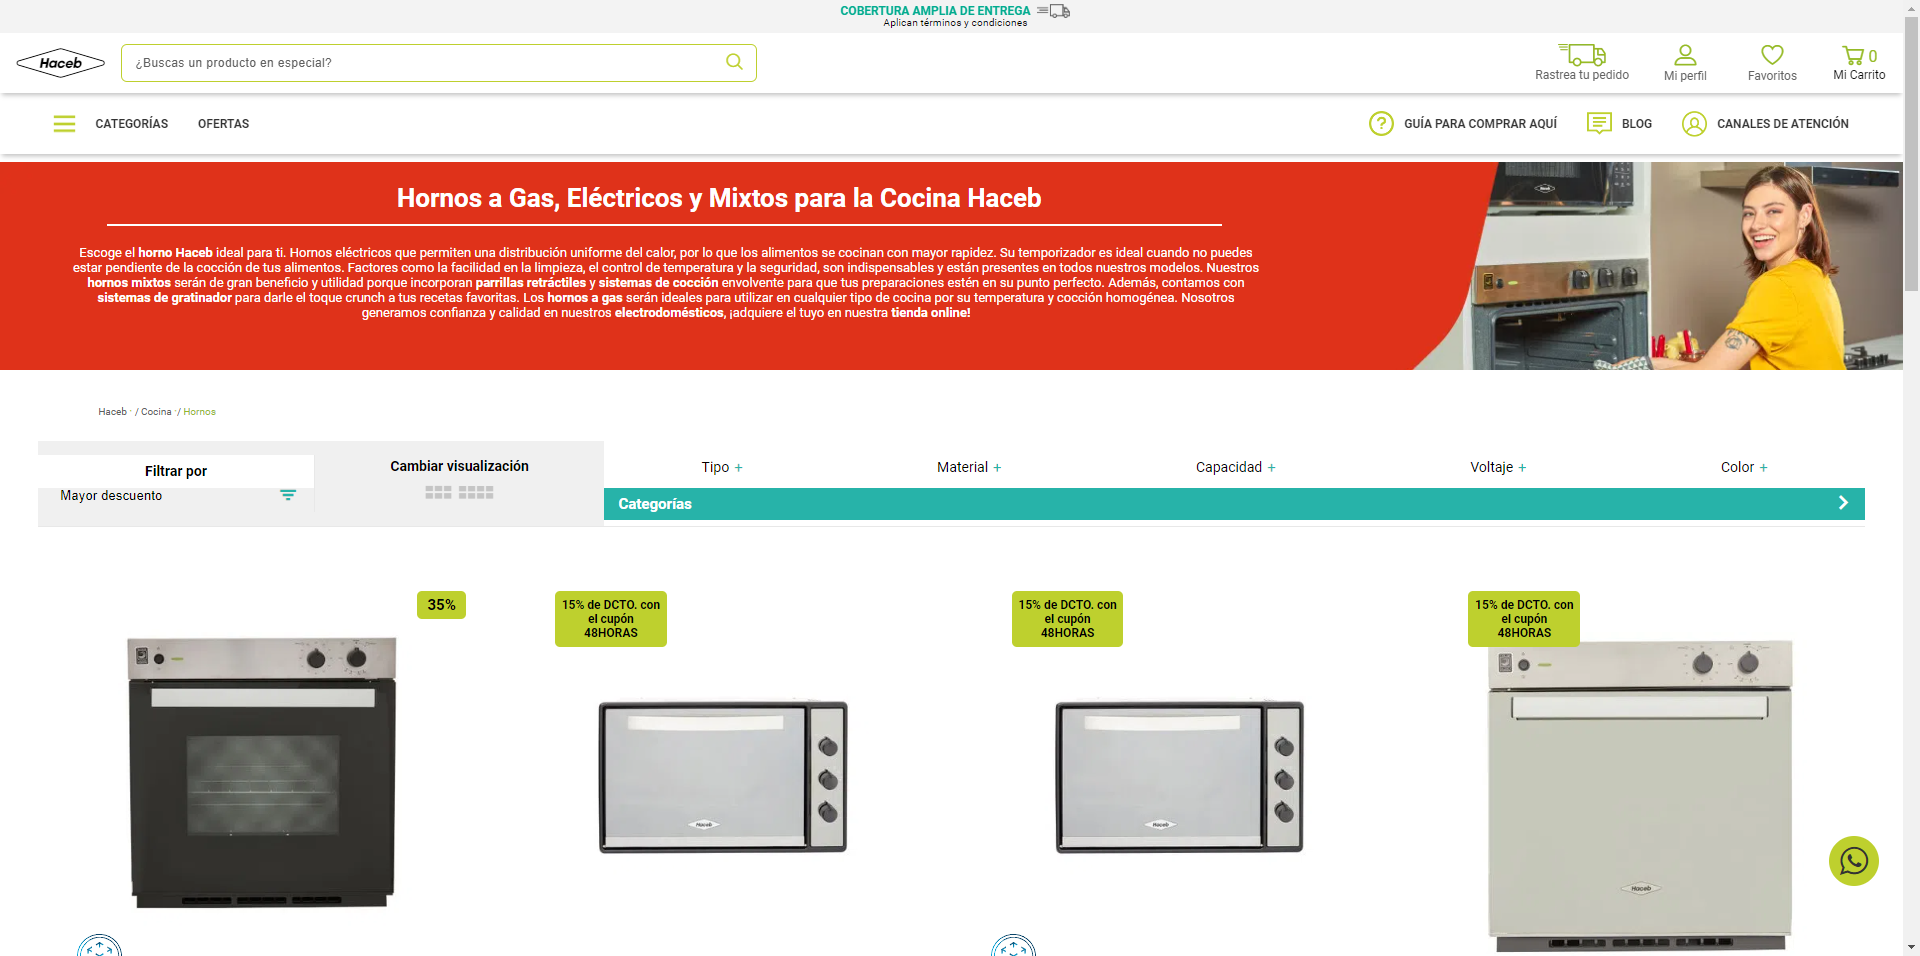 COBERTURA AMPLIA DE ENTREGA
Aplican términos y condiciones
Haceb
¿Buscas un producto en especial?
Rastrea tu pedido
Mi perfil
Favoritos
0
Mi Carrito
CATEGORÍAS
OFERTAS
GUÍA PARA COMPRAR AQUÍ
BLOG
CANALES DE ATENCIÓN
Hornos a Gas, Eléctricos y Mixtos para la Cocina Haceb
Escoge el horno Haceb ideal para ti. Hornos eléctricos que permiten una distribución uniforme del calor, por lo que los alimentos se cocinan con mayor rapidez. Su temporizador es ideal cuando no puedes
estar pendiente de la cocción de tus alimentos. Factores como la facilidad en la limpieza, el control de temperatura y la seguridad, son indispensables y están presentes en todos nuestros modelos. Nuestros
hornos mixtos serán de gran beneficio y utilidad porque incorporan parrillas retráctiles y sistemas de cocción envolvente para que tus preparaciones estén en su punto perfecto. Además, contamos con
sistemas de gratinador para darle el toque crunch a tus recetas favoritas. Los hornos a gas serán ideales para utilizar en cualquier tipo de cocina por su temperatura y cocción homogénea. Nosotros
generamos confianza y calidad en nuestros electrodomésticos, ¡adquiere el tuyo en nuestra tienda online!
Haceb / Cocina / Hornos
Filtrar por
Mayor descuento
Cambiar visualización
Tipo +
Material +
Capacidad +
Voltaje +
Color +
Categorías
35%
15% de DCTO. con
el cupón
48HORAS
15% de DCTO. con
el cupón
48HORAS
15% de DCTO. con
el cupón
48HORAS
Haceb
Haceb
Haceb